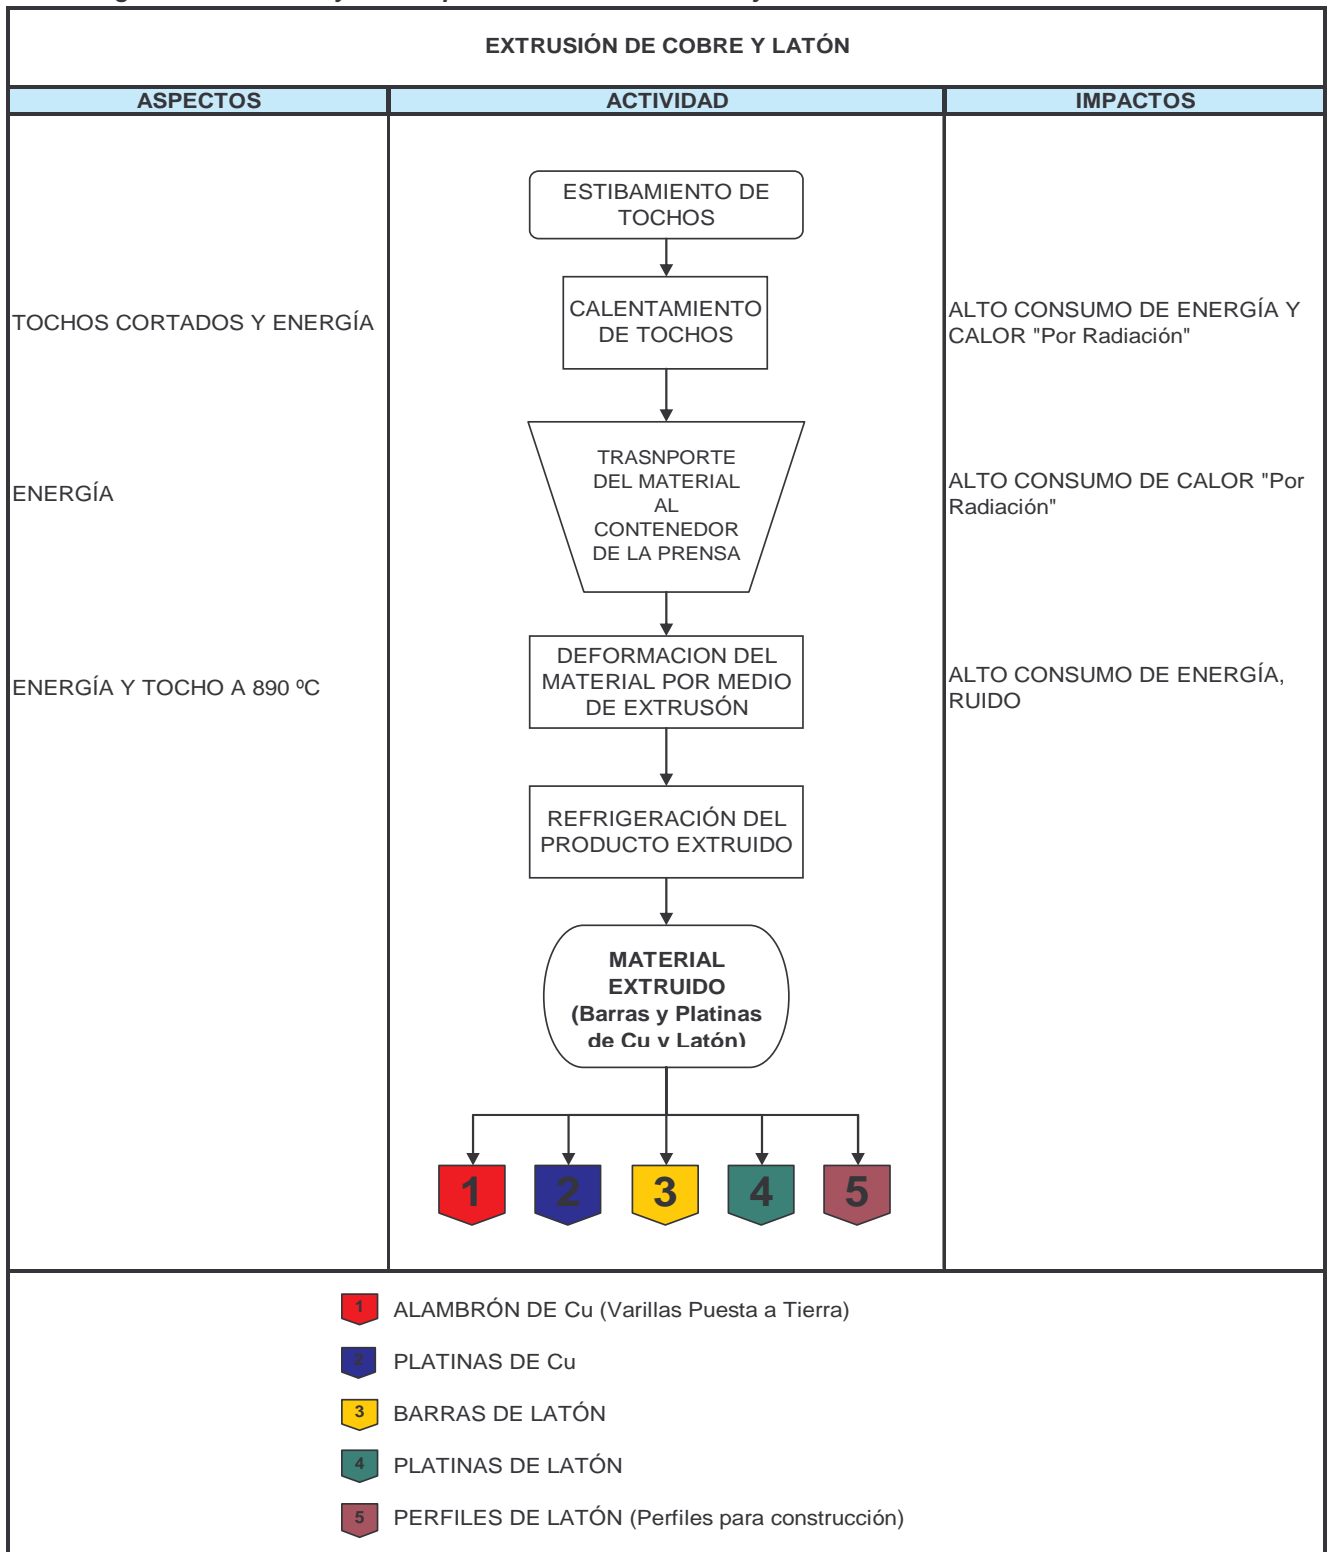 EXTRUSIÓN DE COBRE Y LATÓN
ASPECTOS
ACTIVIDAD
IMPACTOS
ESTIBAMIENTO DE
TOCHOS
TOCHOS CORTADOS Y ENERGÍA
CALENTAMIENTO
DE TOCHOS
ALTO CONSUMO DE ENERGÍA Y
CALOR "Por Radiación"
ENERGÍA
TRASNPORTE
DEL MATERIAL
AL
CONTENEDOR
DE LA PRENSA
ALTO CONSUMO DE CALOR "Por
Radiación"
ENERGÍA Y TOCHO A 890 ºC
DEFORMACION DEL
MATERIAL POR MEDIO
DE EXTRUSÓN
ALTO CONSUMO DE ENERGÍA,
RUIDO
REFRIGERACIÓN DEL
PRODUCTO EXTRUIDO
MATERIAL
EXTRUIDO
(Barras y Platinas
de Cu y Latón)
1
2
3
4
5
1 ALAMBRÓN DE Cu (Varillas Puesta a Tierra)
2 PLATINAS DE Cu
3 BARRAS DE LATÓN
4 PLATINAS DE LATÓN
5 PERFILES DE LATÓN (Perfiles para construcción)